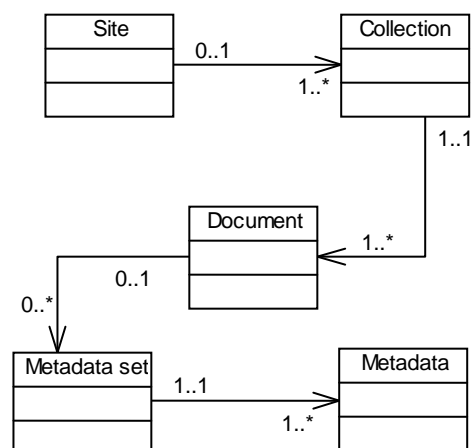 Site
Collection
0..1
1..*
1..1
Document
1..*
0..1
0..*
Metadata set
Metadata
1..1
1..*